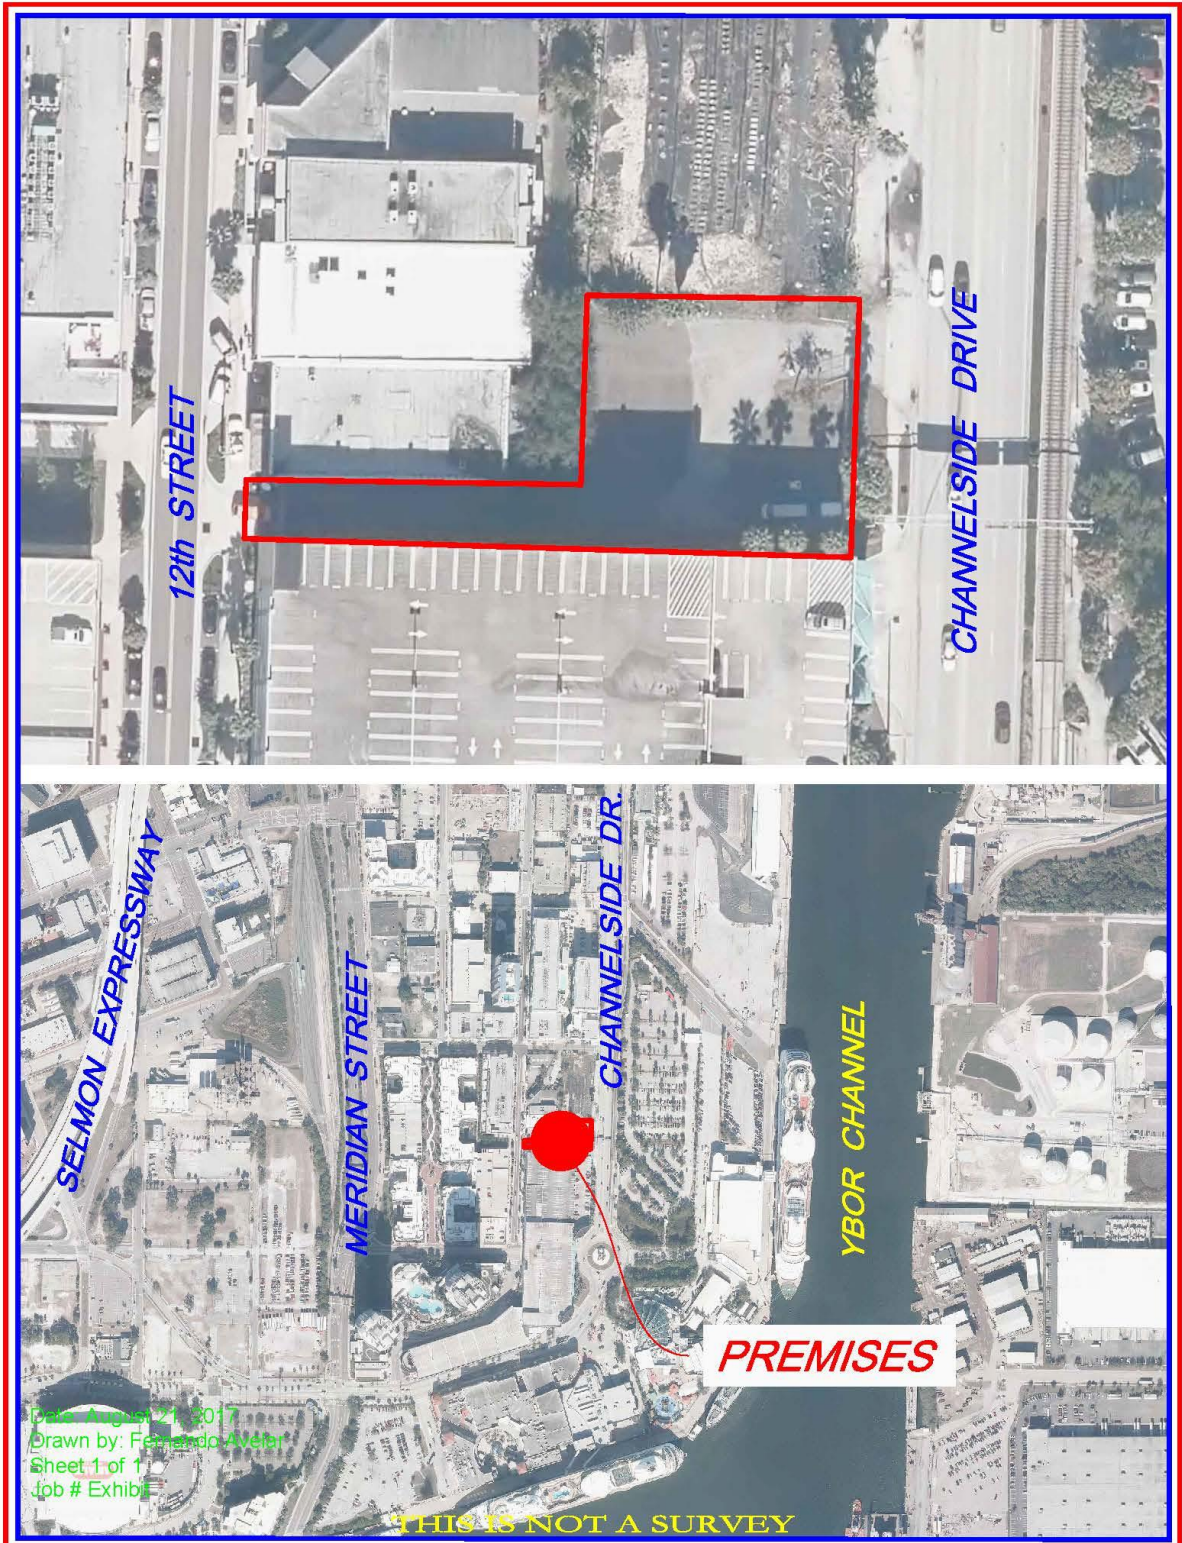 12th STREET
CHANNELSIDE DRIVE
SELMON EXPRESSWAY
MERIDIAN STREET
CHANNELSIDE DR.
YBOR CHANNEL
PREMISES
Date: August 21, 2017
Drawn by: Fernando Avelar
Sheet 1 of 1
Job # Exhibit
THIS IS NOT A SURVEY